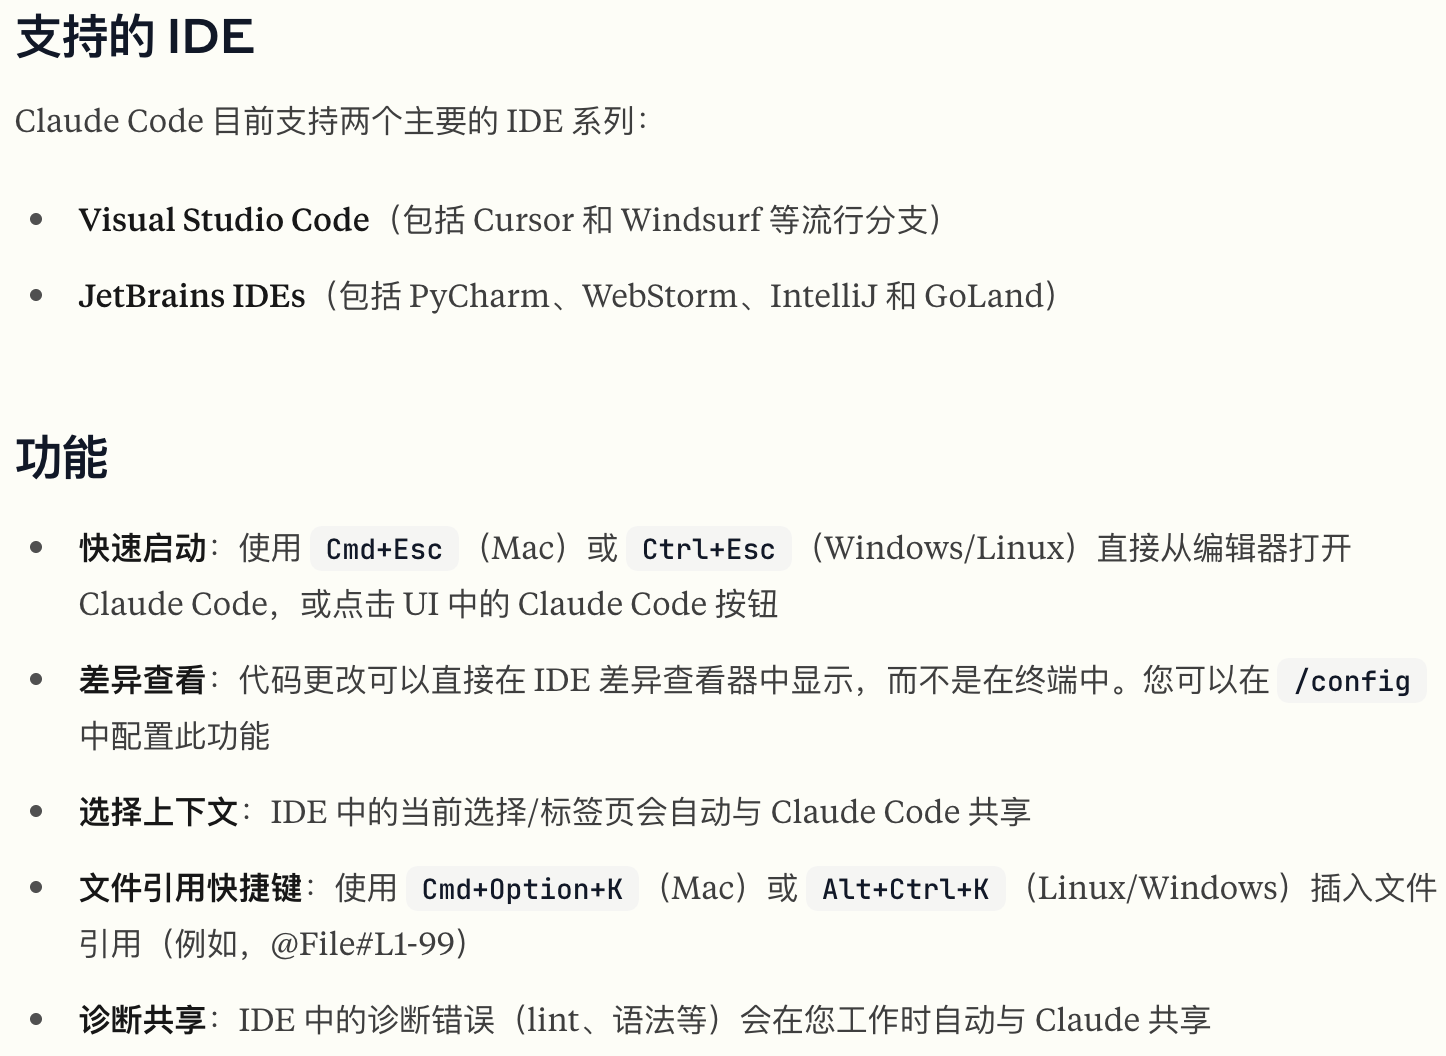 支持的 IDE
Claude Code 目前支持两个主要的 IDE 系列：
Visual Studio Code（包括 Cursor 和 Windsurf 等流行分支）
JetBrains IDEs（包括 PyCharm、WebStorm、IntelliJ 和 GoLand）
功能
快速启动：使用 Cmd+Esc （Mac）或 Ctrl+Esc （Windows/Linux）直接从编辑器打开
Claude Code，或点击 UI 中的 Claude Code 按钮
差异查看：代码更改可以直接在 IDE 差异查看器中显示，而不是在终端中。您可以在 /config
中配置此功能
选择上下文：IDE 中的当前选择/标签页会自动与 Claude Code 共享
文件引用快捷键：使用 Cmd+Option+K （Mac）或 Alt+Ctrl+K （Linux/Windows）插入文件
引用（例如，@File#L1-99）
诊断共享：IDE 中的诊断错误（lint、语法等）会在您工作时自动与 Claude 共享